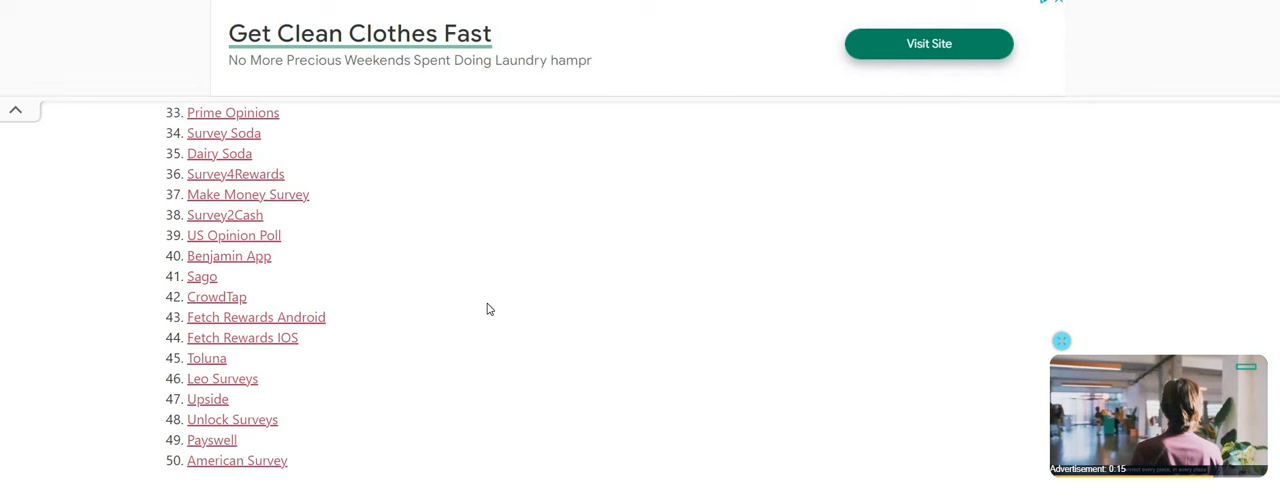 Get Clean Clothes Fast
No More Precious Weekends Spent Doing Laundry hampr
Visit Site
33. Prime Opinions
34. Survey Soda
35. Dairy Soda
36. Survey4Rewards
37. Make Money Survey
38. Survey2Cash
39. US Opinion Poll
40. Benjamin App
41. Sago
42. CrowdTap
43. Fetch Rewards Android
44. Fetch Rewards IOS
45. Toluna
46. Leo Surveys
47. Upside
48. Unlock Surveys
49. Payswell
50. American Survey
Advertisement: 0:15